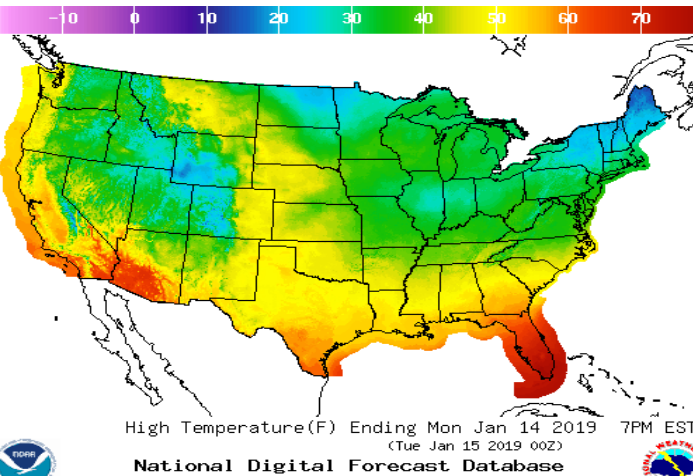 -10 0 10 20 30 40 50 60 70
High Temperature(F) Ending Mon Jan 14 2019 7PM EST
(Tue Jan 15 2019 00Z)
National Digital Forecast Database
noaa